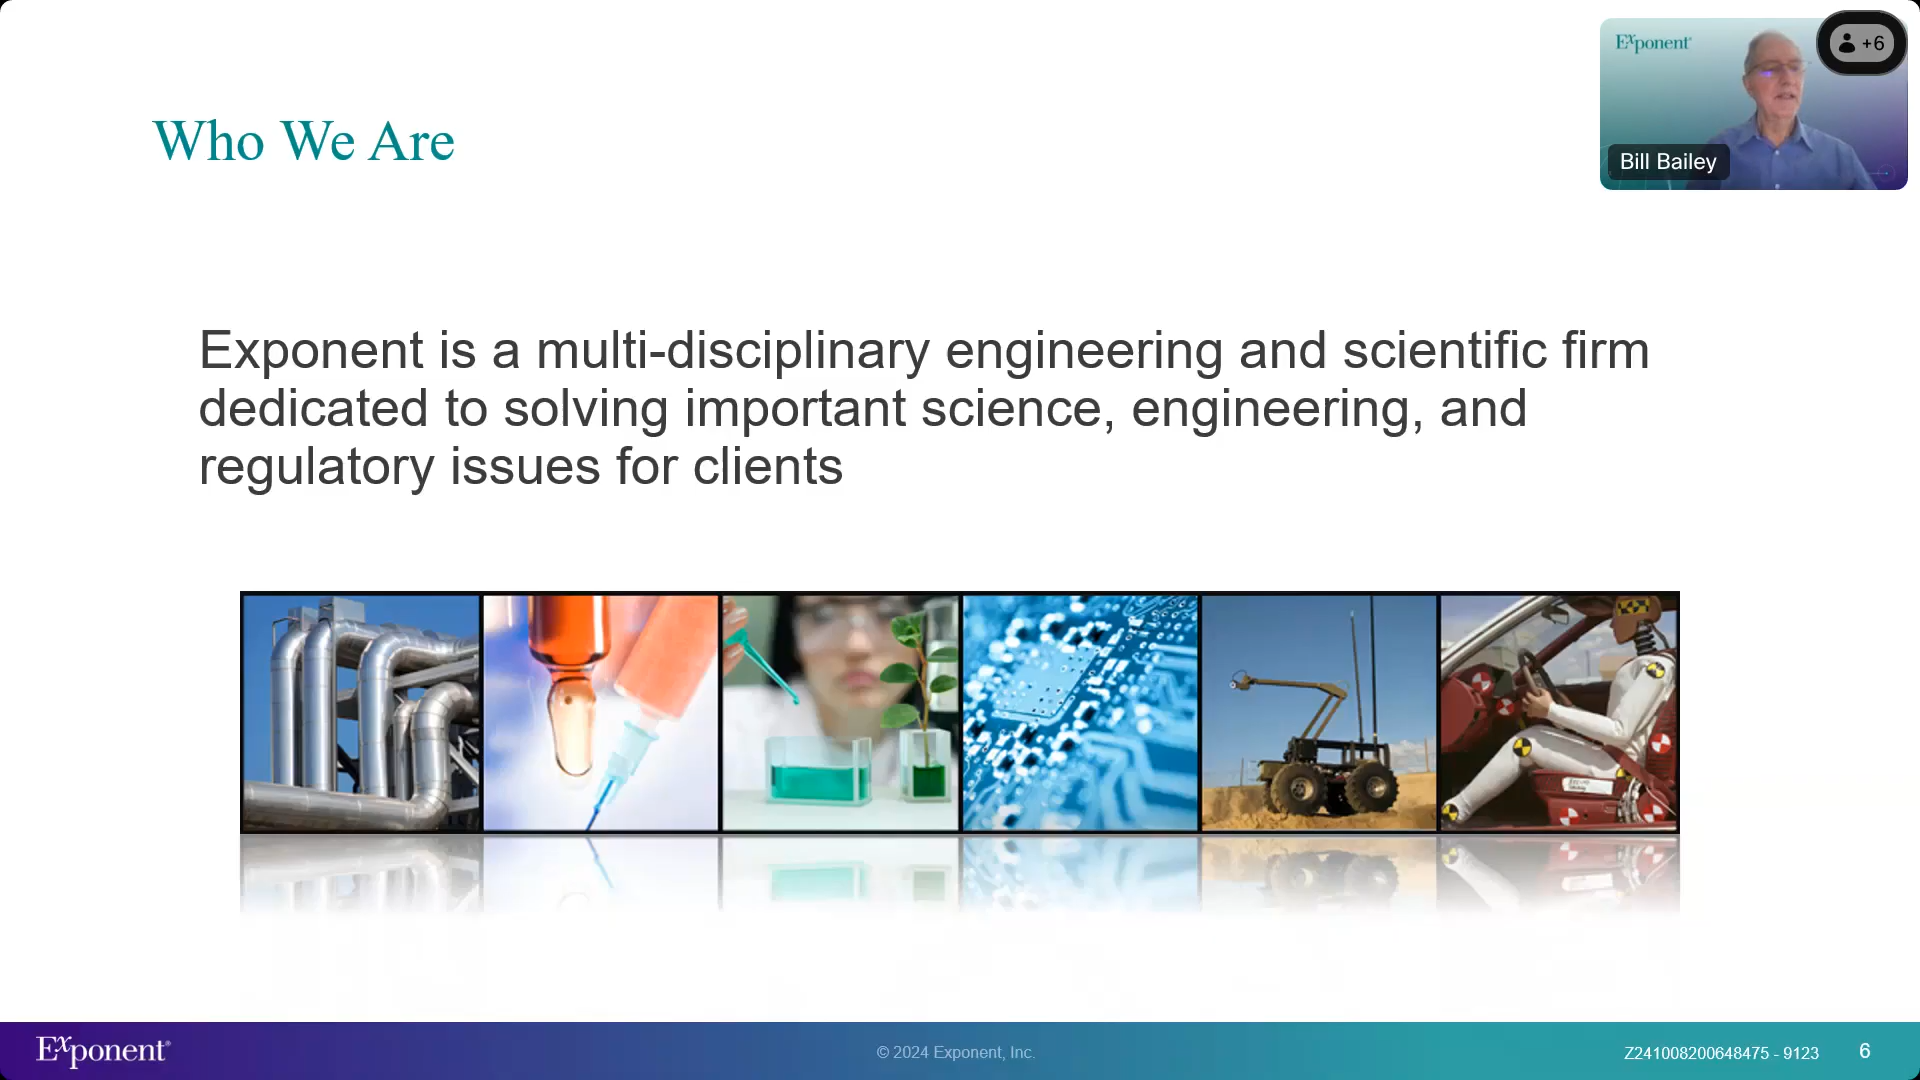 Exponent®
+6
Bill Bailey
Who We Are
Exponent is a multi-disciplinary engineering and scientific firm
dedicated to solving important science, engineering, and
regulatory issues for clients
Exponent®
© 2024 Exponent, Inc.
Z241008200648475 - 9123
6